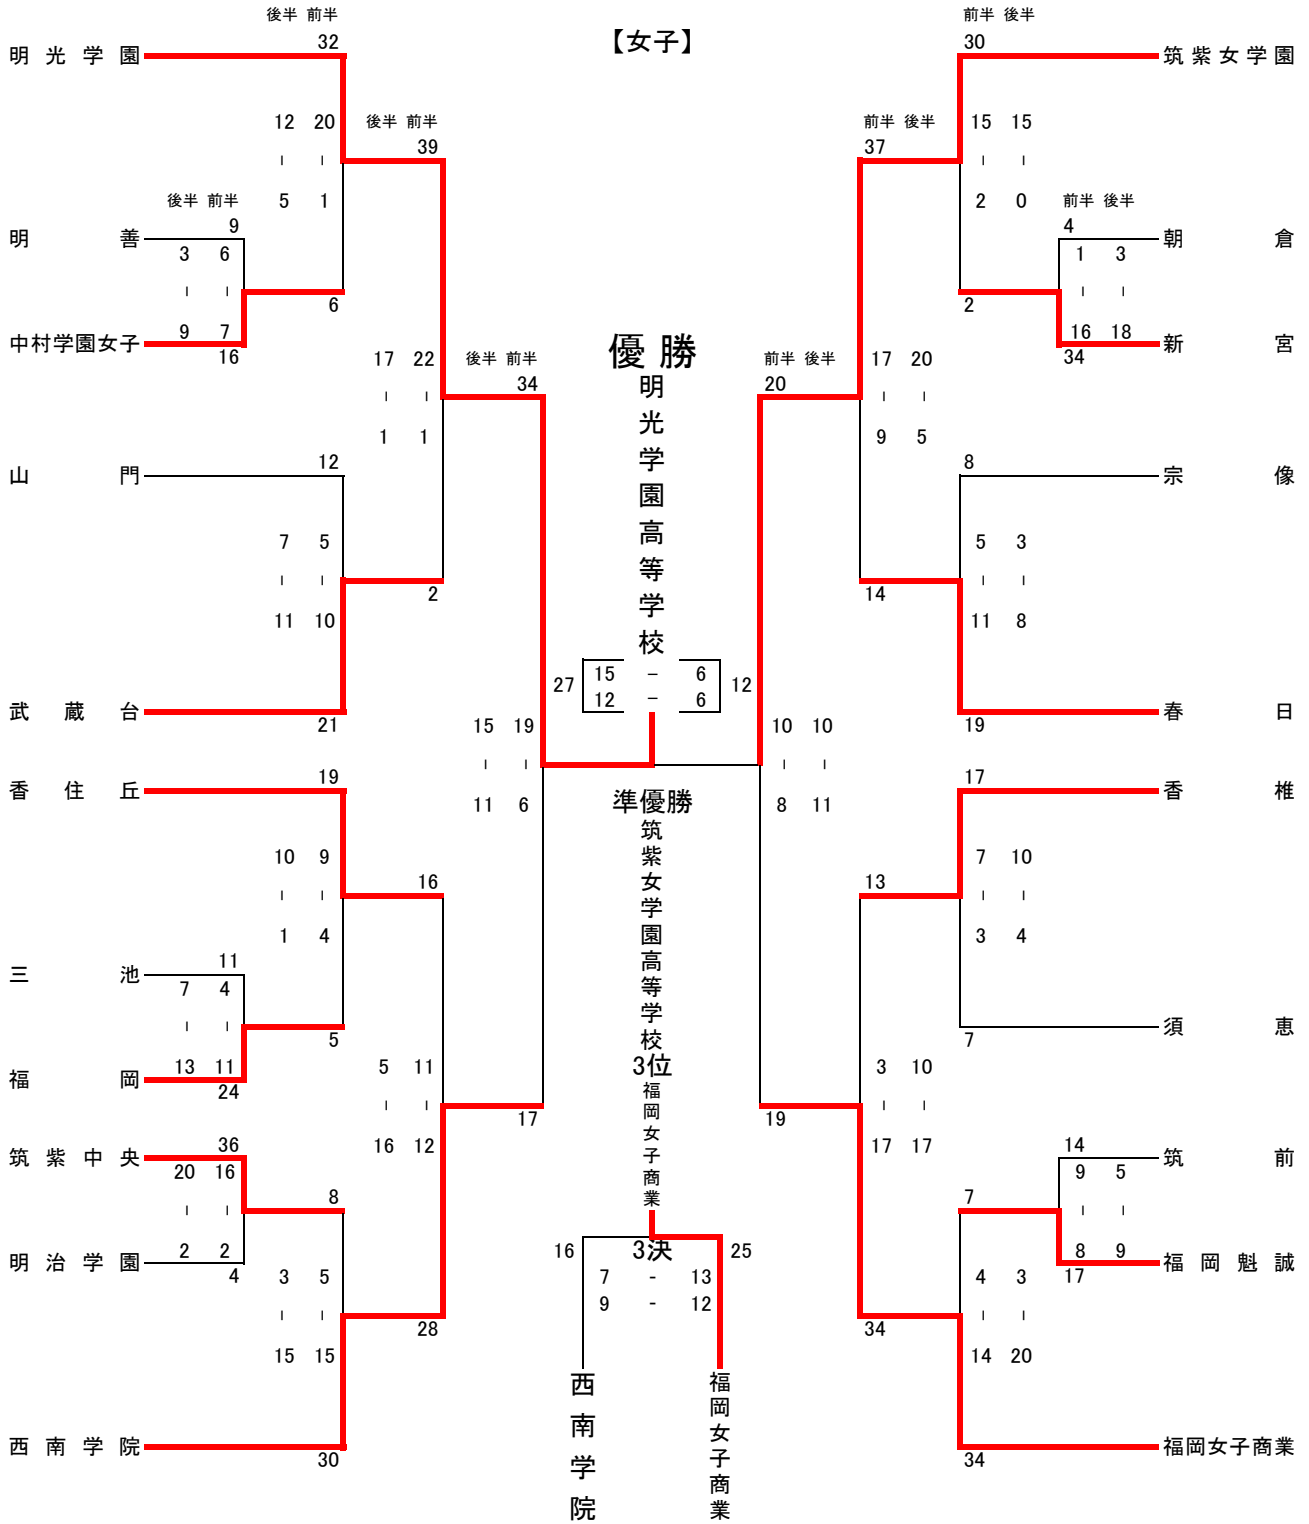 【女子】
後半 前半
32
明光学園
12 20
- -
5 1
後半 前半
39
後半 前半
9
明善
3 6
- -
9 7
6
中村学園女子
16
17 22
- -
1 1
後半 前半
34
山門
12
7 5
- -
11 10
2
武蔵台
21
15 19
- -
11 6
香住丘
19
10 9
- -
1 4
16
三池
11
7 4
- -
13 11
5
福岡
24
5 11
- -
16 12
17
筑紫中央
36
20 16
- -
2 2
8
明治学園
4
3 5
- -
15 15
28
西南学院
30
優勝
明光学園高等学校
27
15 - 6
12 - 6
12
準優勝
筑紫女学園高等学校
3位
福岡女子商業
16
3決
25
7 - 13
9 - 12
西南学院
福岡女子商業
前半 後半
30
筑紫女学園
15 15
- -
2 0
前半 後半
37
前半 後半
4
朝倉
1 3
- -
16 18
2
新宮
34
前半 後半
20
17 20
- -
9 5
8
宗像
5 3
- -
11 8
14
春日
19
10 10
- -
8 11
17
香椎
7 10
- -
3 4
13
須恵
7
3 10
- -
17 17
19
14
筑前
9 5
- -
8 9
7
福岡魁誠
17
4 3
- -
14 20
34
福岡女子商業
34